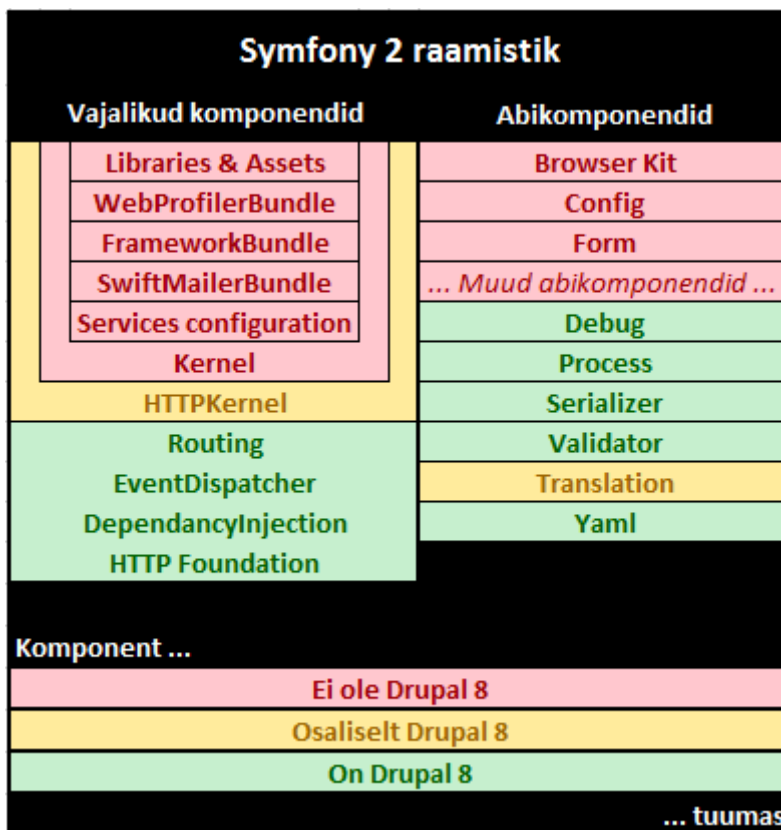 Symfony 2 raamistik
Vajalikud komponendid
Libraries & Assets
WebProfilerBundle
FrameworkBundle
SwiftMailerBundle
Services configuration
Kernel
HTTPKernel
Routing
EventDispatcher
DependancyInjection
HTTP Foundation
Abikomponendid
Browser Kit
Config
Form
... Muud abikomponendid ...
Debug
Process
Serializer
Validator
Translation
Yaml
Komponent ...
Ei ole Drupal 8
Osaliselt Drupal 8
On Drupal 8
... tuumas